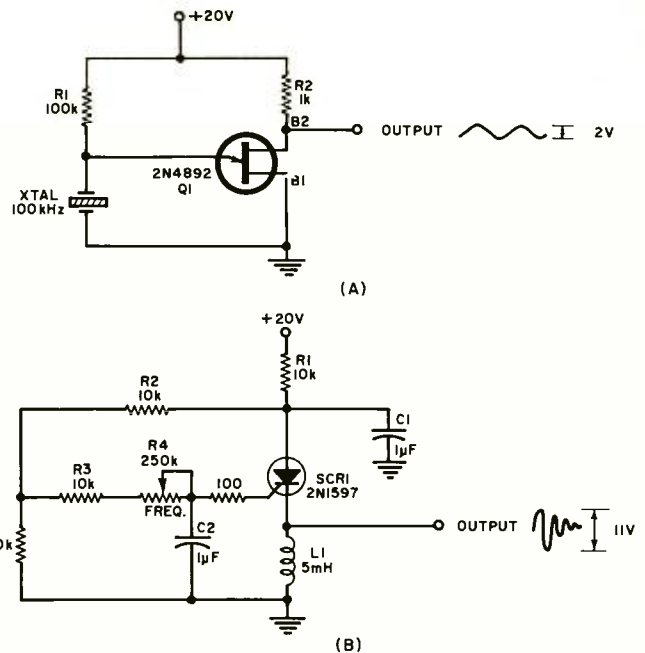 +20V
R1
100k
R2
1k
B2
OUTPUT
2V
2N4892
Q1
B1
XTAL
100kHz
(A)
+20V
R1
10k
R2
10k
C1
1µF
R4
250k
R3
10k
100
SCR1
2N1597
FREQ.
C2
1µF
OUTPUT
11V
0k
L1
5mH
(B)